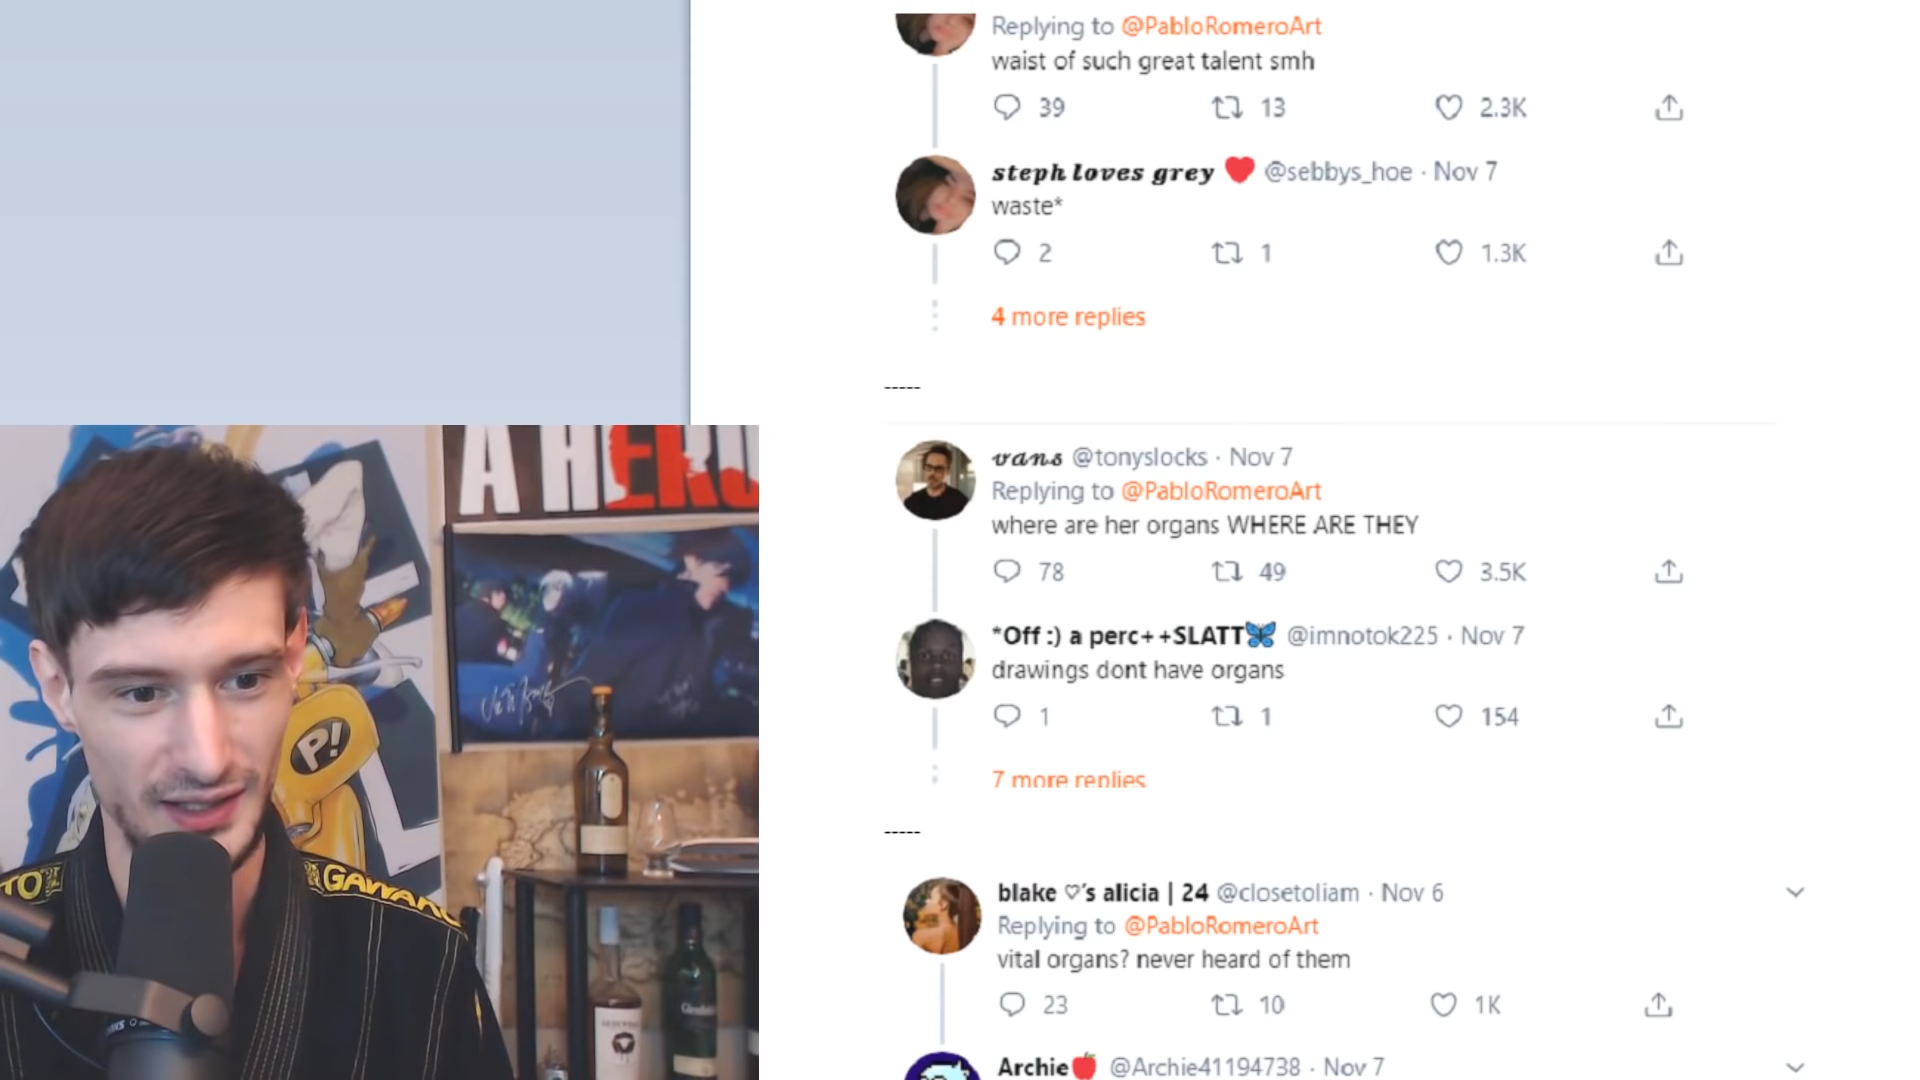 Replying to @PabloRomeroArt
waist of such great talent smh
39 13 2.3K
steph loves grey ❤️ @sebbys_hoe · Nov 7
waste*
2 1 1.3K
4 more replies
-----
vans @tonyslocks · Nov 7
Replying to @PabloRomeroArt
where are her organs WHERE ARE THEY
78 49 3.5K
*Off :) a perc++SLATT🦋 @imnotok225 · Nov 7
drawings dont have organs
1 1 154
7 more replies
-----
blake ♡'s alicia | 24 @closetoliam · Nov 6
Replying to @PabloRomeroArt
vital organs? never heard of them
23 10 1K
Archie🍎 @Archie41194738 · Nov 7
A HERO
P!
TO
GAWAKU
Glenfiddich